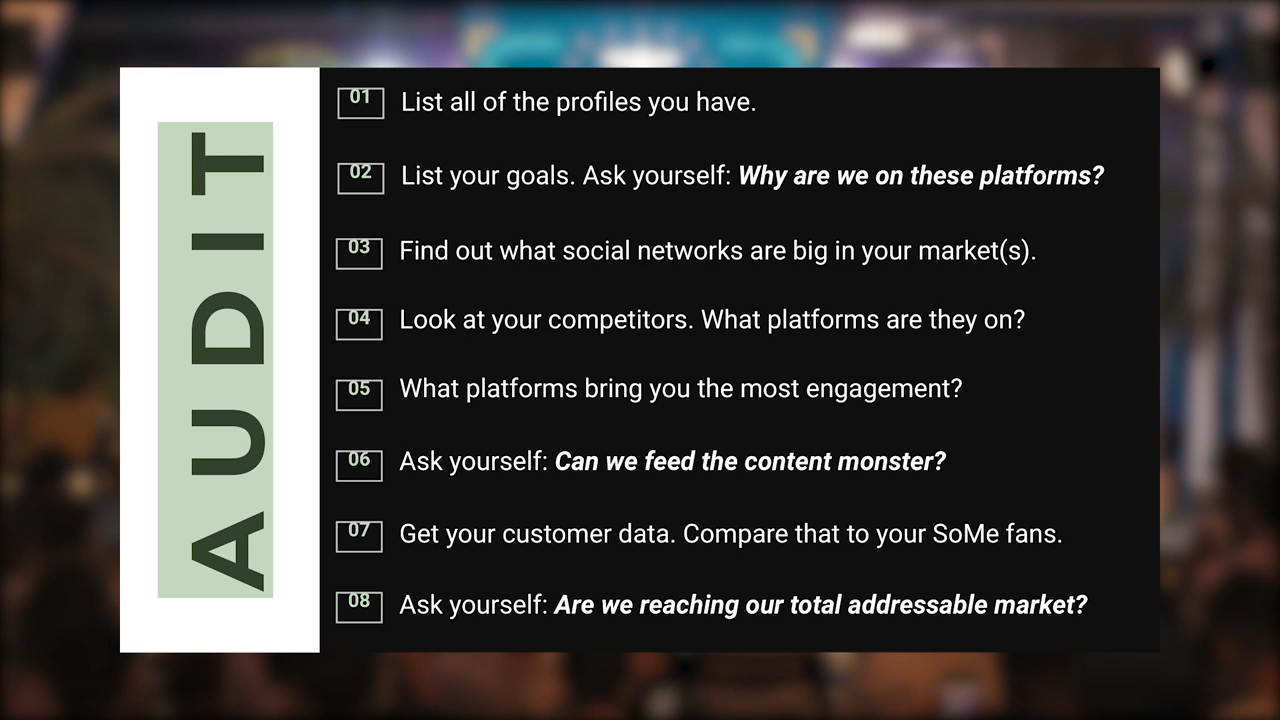 AUDIT
01 List all of the profiles you have.
02 List your goals. Ask yourself: Why are we on these platforms?
03 Find out what social networks are big in your market(s).
04 Look at your competitors. What platforms are they on?
05 What platforms bring you the most engagement?
06 Ask yourself: Can we feed the content monster?
07 Get your customer data. Compare that to your SoMe fans.
08 Ask yourself: Are we reaching our total addressable market?